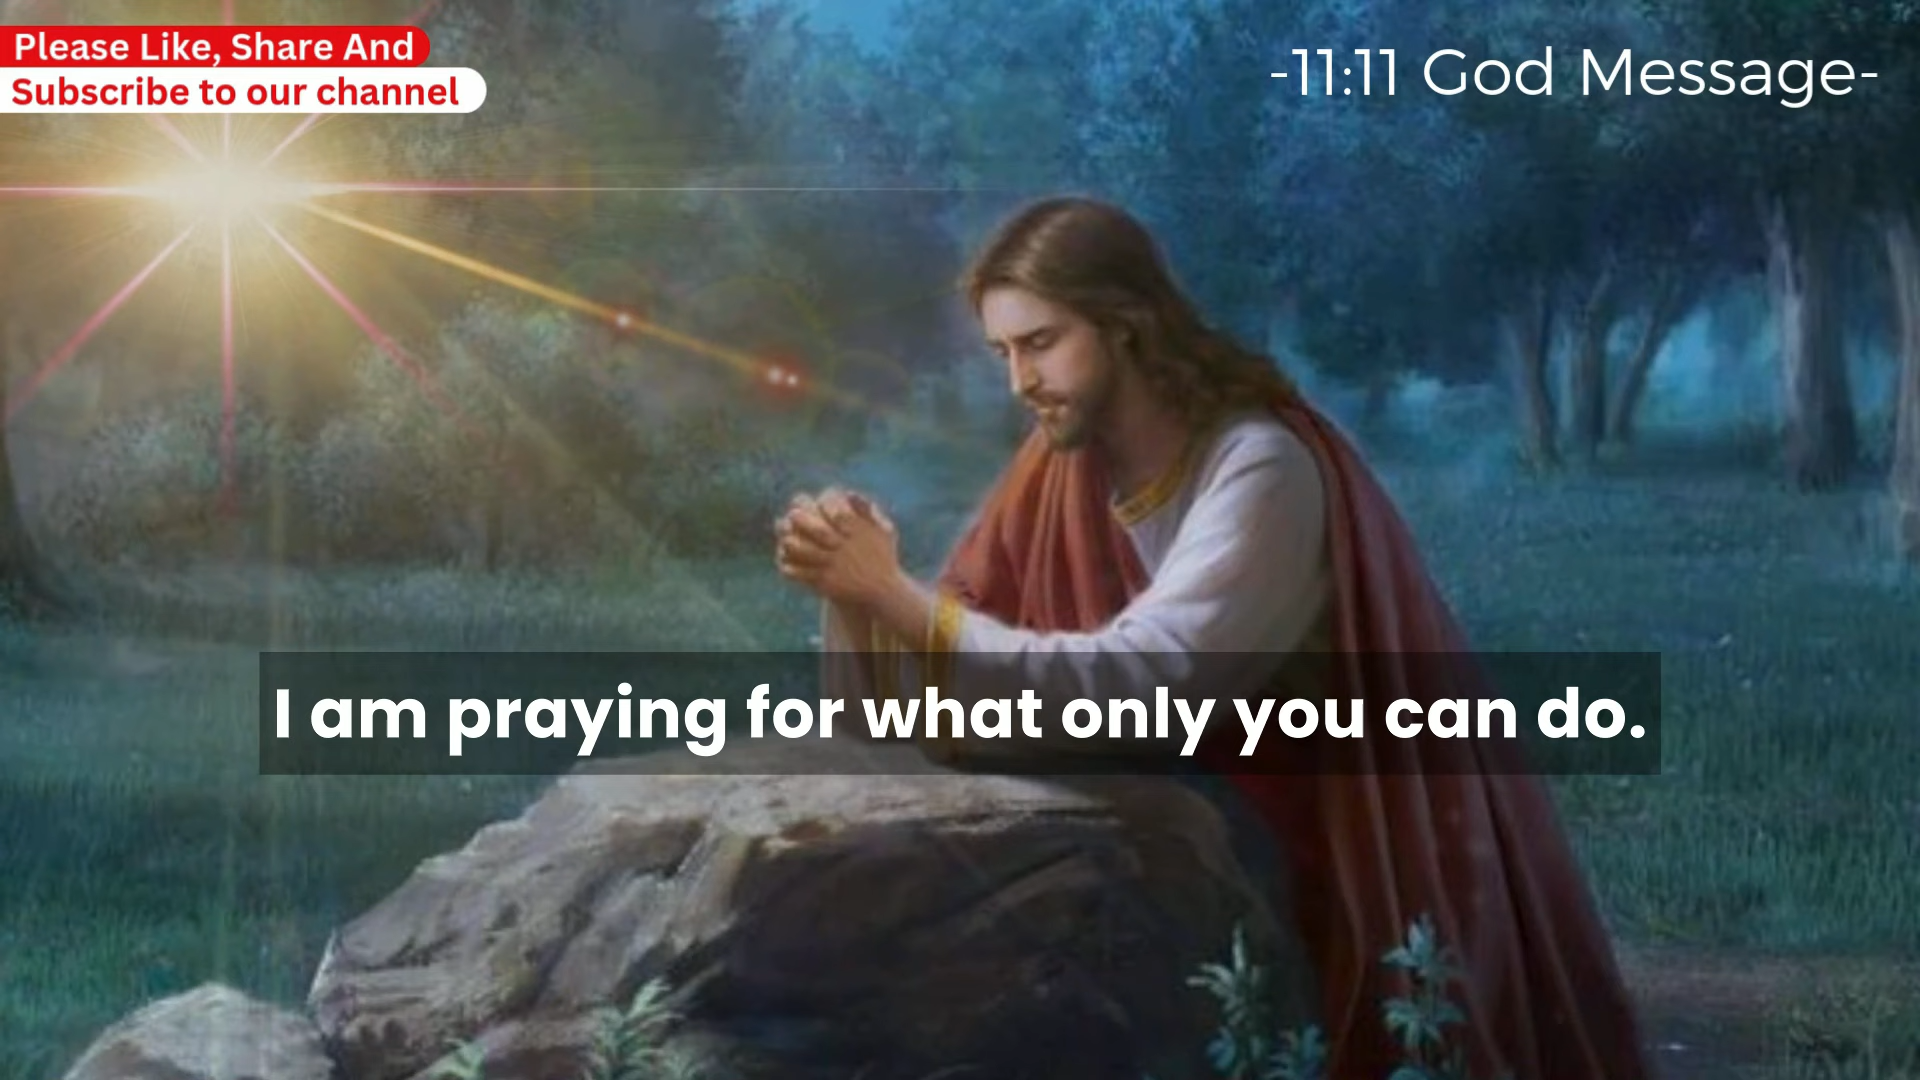 Please Like, Share And
Subscribe to our channel
-11:11 God Message-
I am praying for what only you can do.